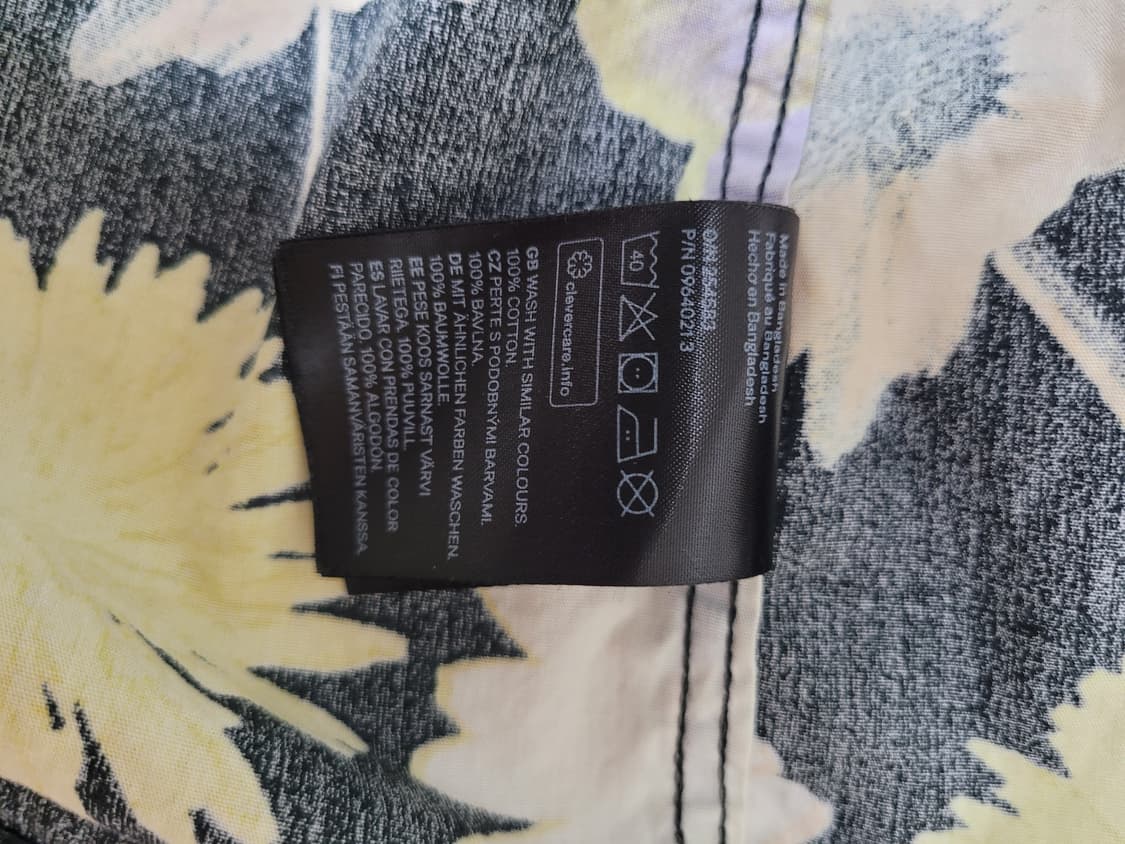 Made in Bangladesh
Fabriqué au Bangladesh
Hecho en Bangladesh
P/N 09640213
40
clevercare.info
GB WASH WITH SIMILAR COLOURS.
100% COTTON.
CZ PERTE S PODOBNÝMI BARVAMI.
100% BAVLNA.
DE MIT ÄHNLICHEN FARBEN WASCHEN.
100% BAUMWOLLE.
EE PESE KOOS SARNAST VÄRVI
RIIETEGA. 100% PUUVILL.
ES LAVAR CON PRENDAS DE COLOR
PARECIDO. 100% ALGODÓN.
FI PESTÄVÄ SAMANVÄRISTEN KANSSA.